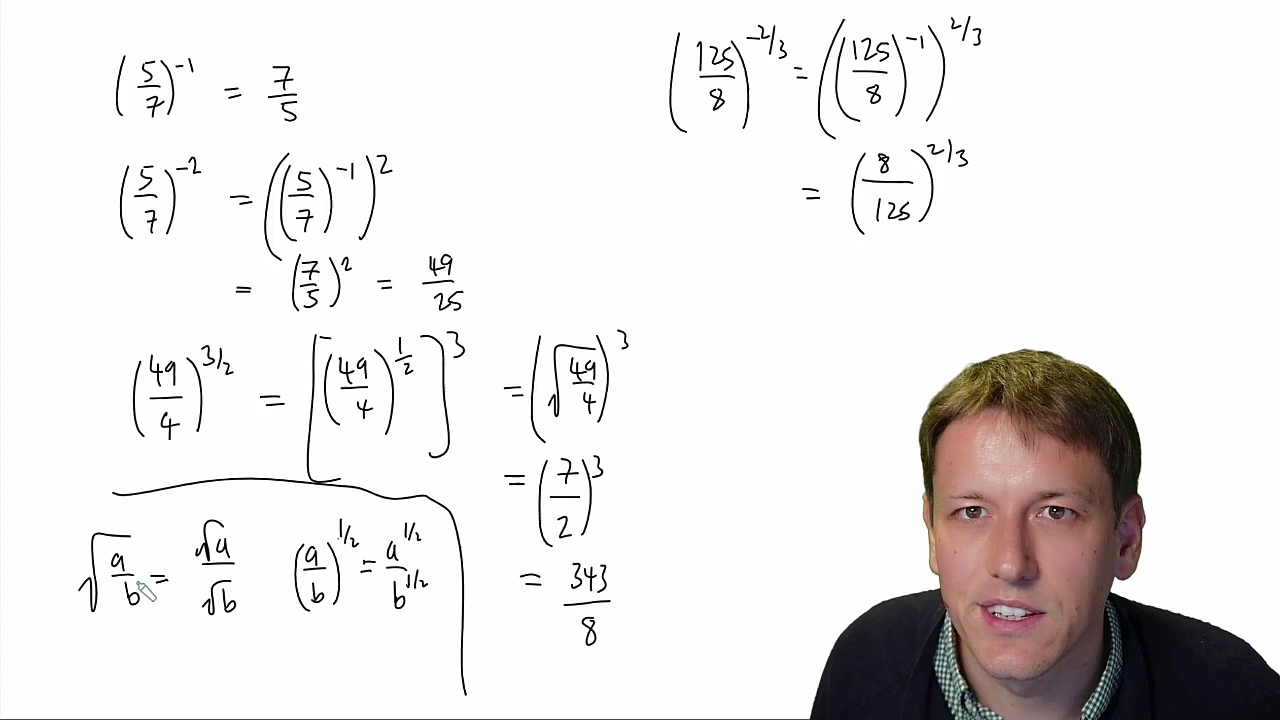 (5/7)^-1 = 7/5
(5/7)^-2 = ((5/7)^-1)^2
= (7/5)^2 = 49/25
(49/4)^3/2 = [(49/4)^1/2]^3 = (√(49/4))^3
= (7/2)^3
= 343/8
√(a/b) = √a/√b (a/b)^1/2 = a^1/2/b^1/2
(125/8)^-2/3 = ((125/8)^-1)^2/3
= (8/125)^2/3